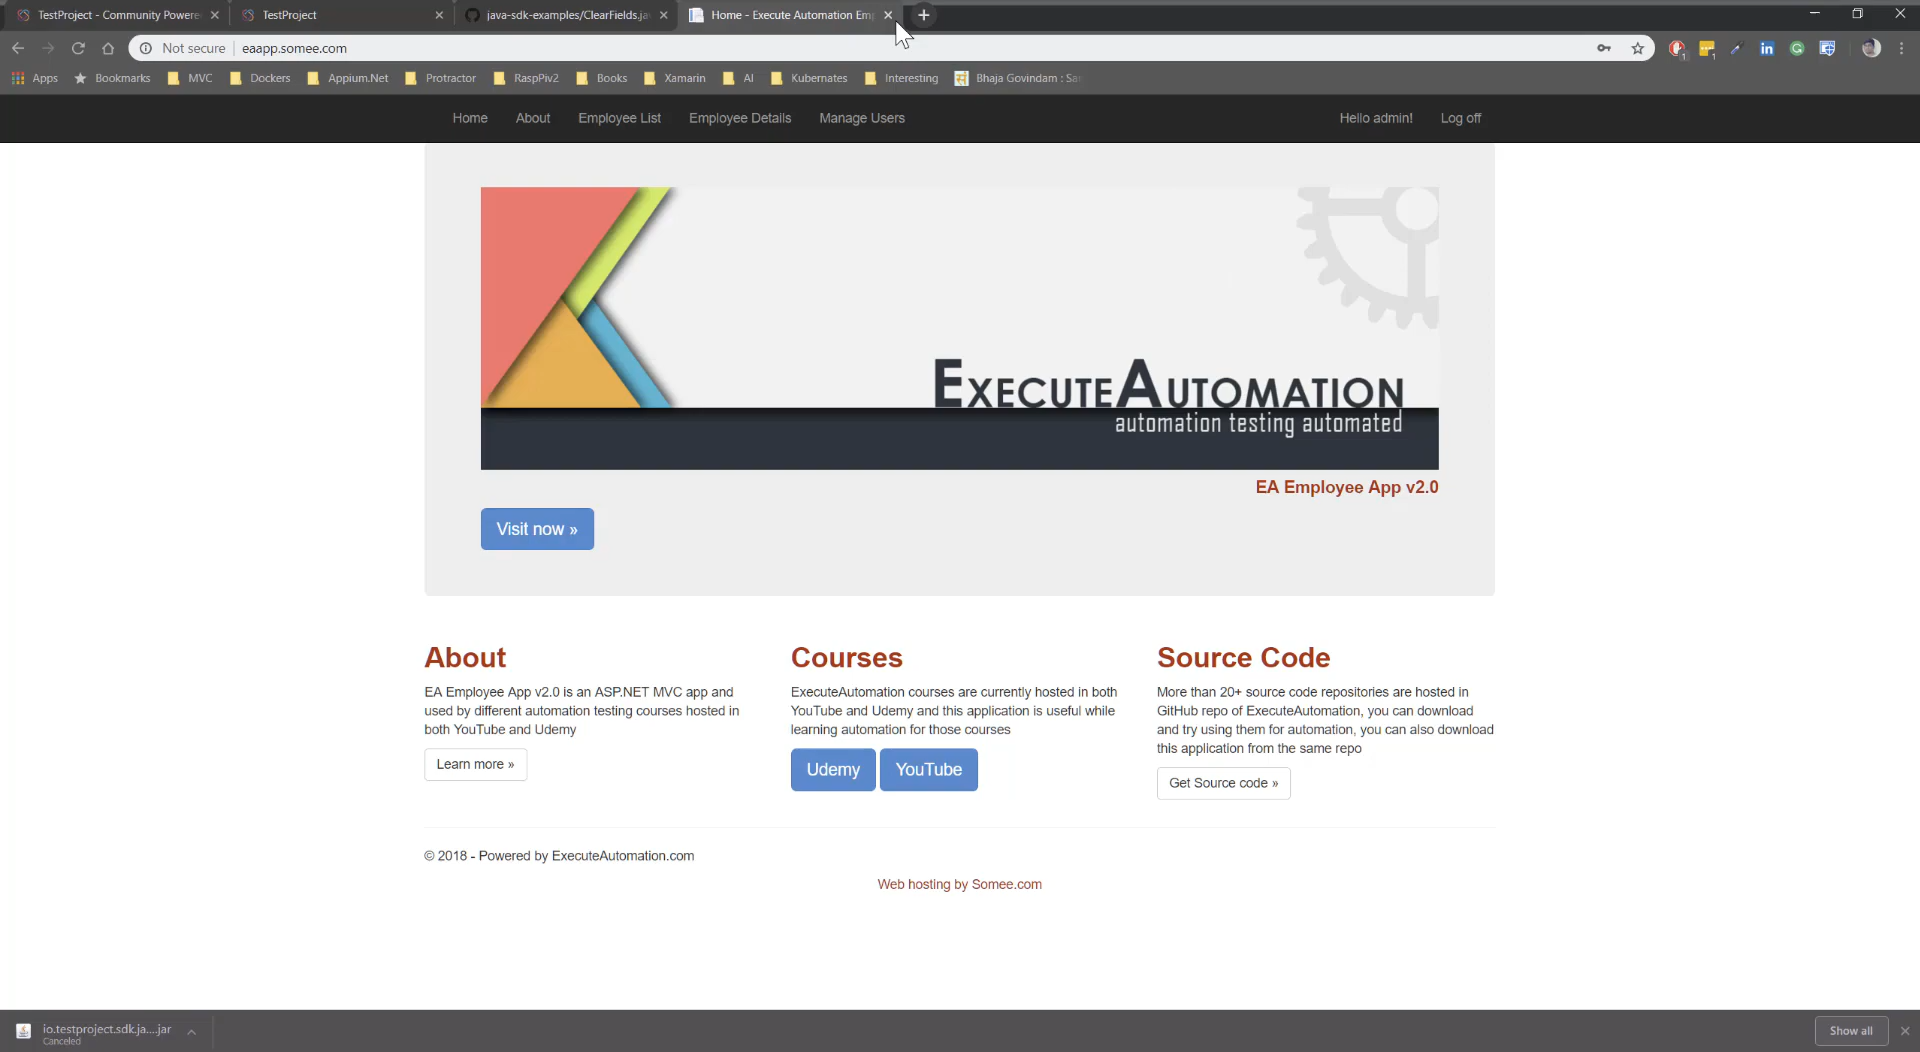 TestProject - Community Powere
TestProject
java-sdk-examples/ClearFields.ja
Home - Execute Automation Emp
Not secure
eaapp.somee.com
Apps
Bookmarks
MVC
Dockers
Appium.Net
Protractor
RaspPiv2
Books
Xamarin
AI
Kubernates
Interesting
Bhaja Govindam : Sa
Home
About
Employee List
Employee Details
Manage Users
Hello admin!
Log off
EXECUTEAUTOMATION
automation testing automated
EA Employee App v2.0
Visit now »
About
EA Employee App v2.0 is an ASP.NET MVC app and
used by different automation testing courses hosted in
both YouTube and Udemy
Learn more »
Courses
ExecuteAutomation courses are currently hosted in both
YouTube and Udemy and this application is useful while
learning automation for those courses
Udemy
YouTube
Source Code
More than 20+ source code repositories are hosted in
GitHub repo of ExecuteAutomation, you can download
and try using them for automation, you can also download
this application from the same repo
Get Source code »
© 2018 - Powered by ExecuteAutomation.com
Web hosting by Somee.com
io.testproject.sdk.ja....jar
Canceled
Show all